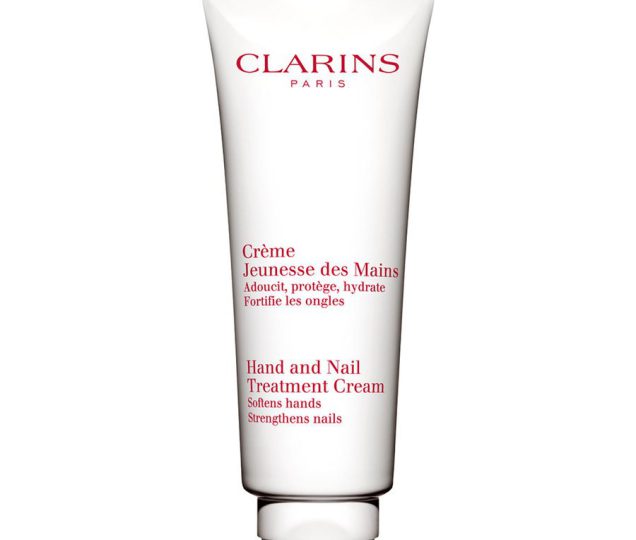 CLARINS
PARIS
Crème
Jeunesse des Mains
Adoucit, protège, hydrate
Fortifie les ongles
Hand and Nail
Treatment Cream
Softens hands
Strengthens nails